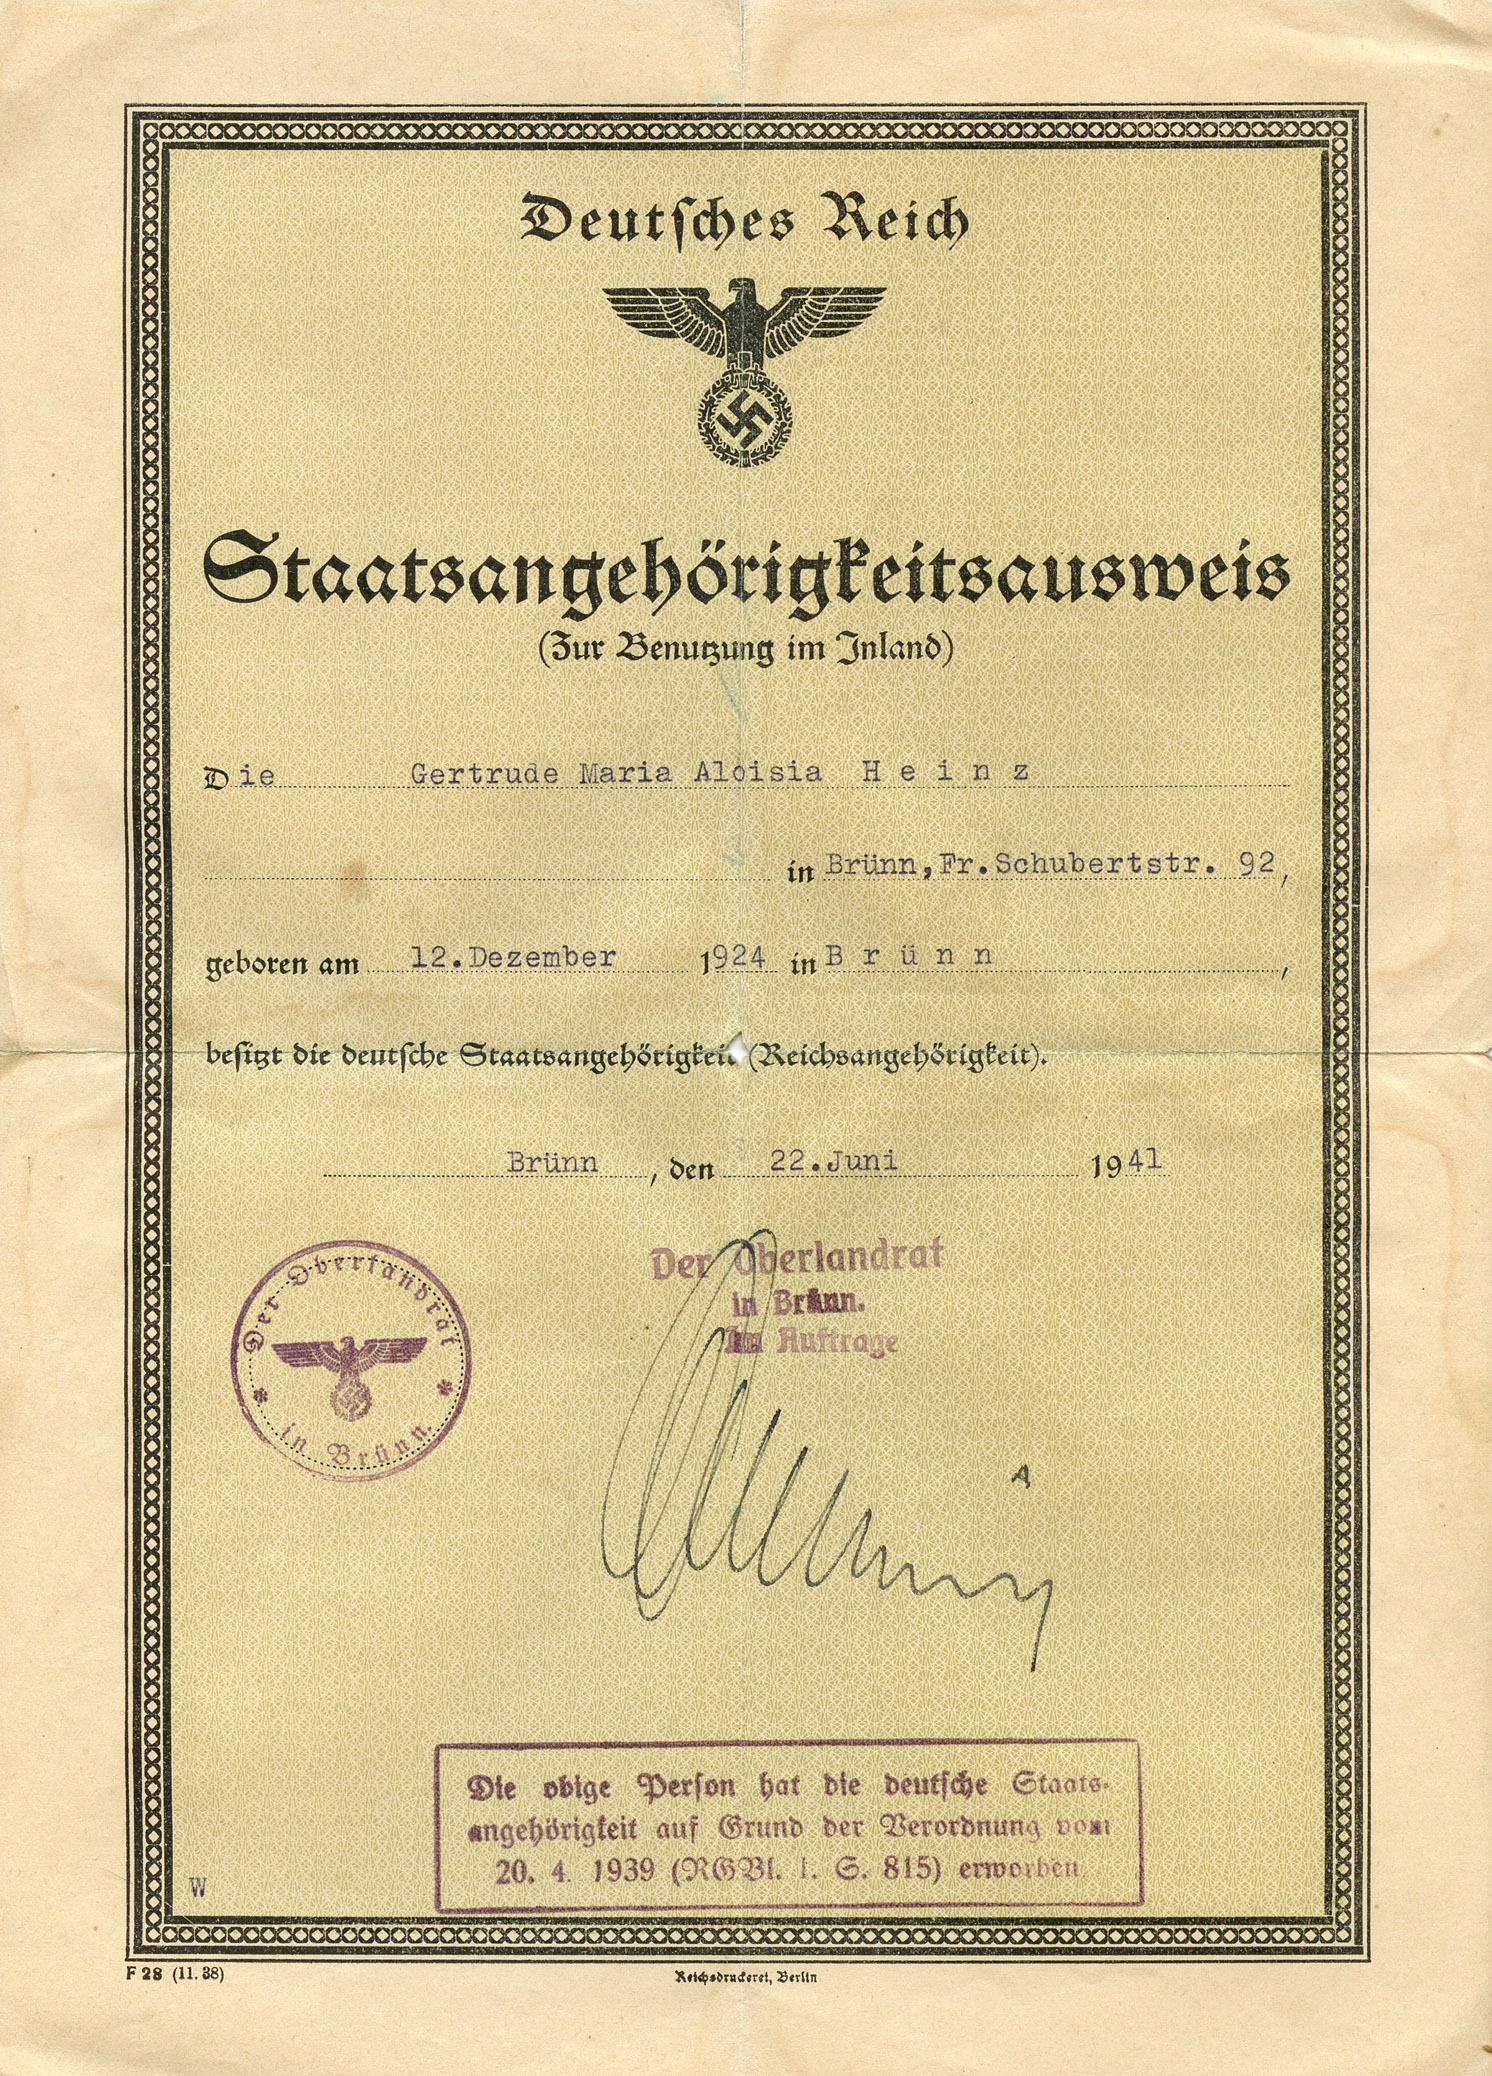 Deutsches Reich
Staatsangehörigkeitsausweis
(Zur Benutzung im Inland)
Die Gertrude Maria Aloisia Heinz
in Brünn, Fr.Schubertstr. 92,
geboren am 12.Dezember 1924 in Brünn,
besitzt die deutsche Staatsangehörigkeit (Reichsangehörigkeit).
Brünn, den 22.Juni 1941
Der Oberlandrat
in Brünn.
Im Auftrage
Der Oberlandrat
* in Brünn. *
Die obige Person hat die deutsche Staats-
angehörigkeit auf Grund der Verordnung vom
20. 4. 1939 (RGBl. I. S. 815) erworben.
W
F 28 (11. 38)
Reichsdruckerei, Berlin